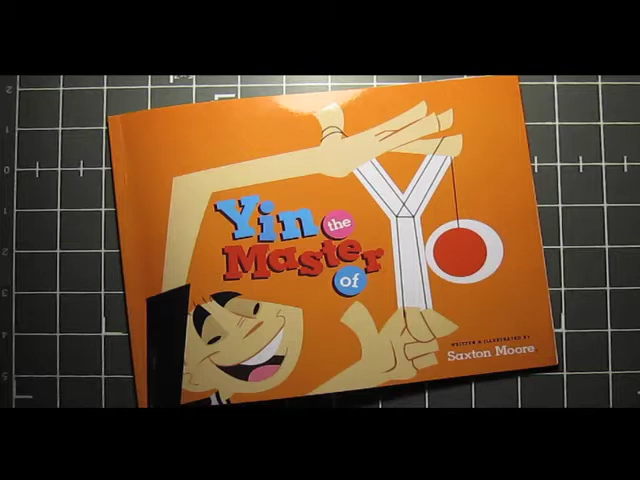 Yin the
Master
of
YO
WRITTEN & ILLUSTRATED BY
Saxton Moore